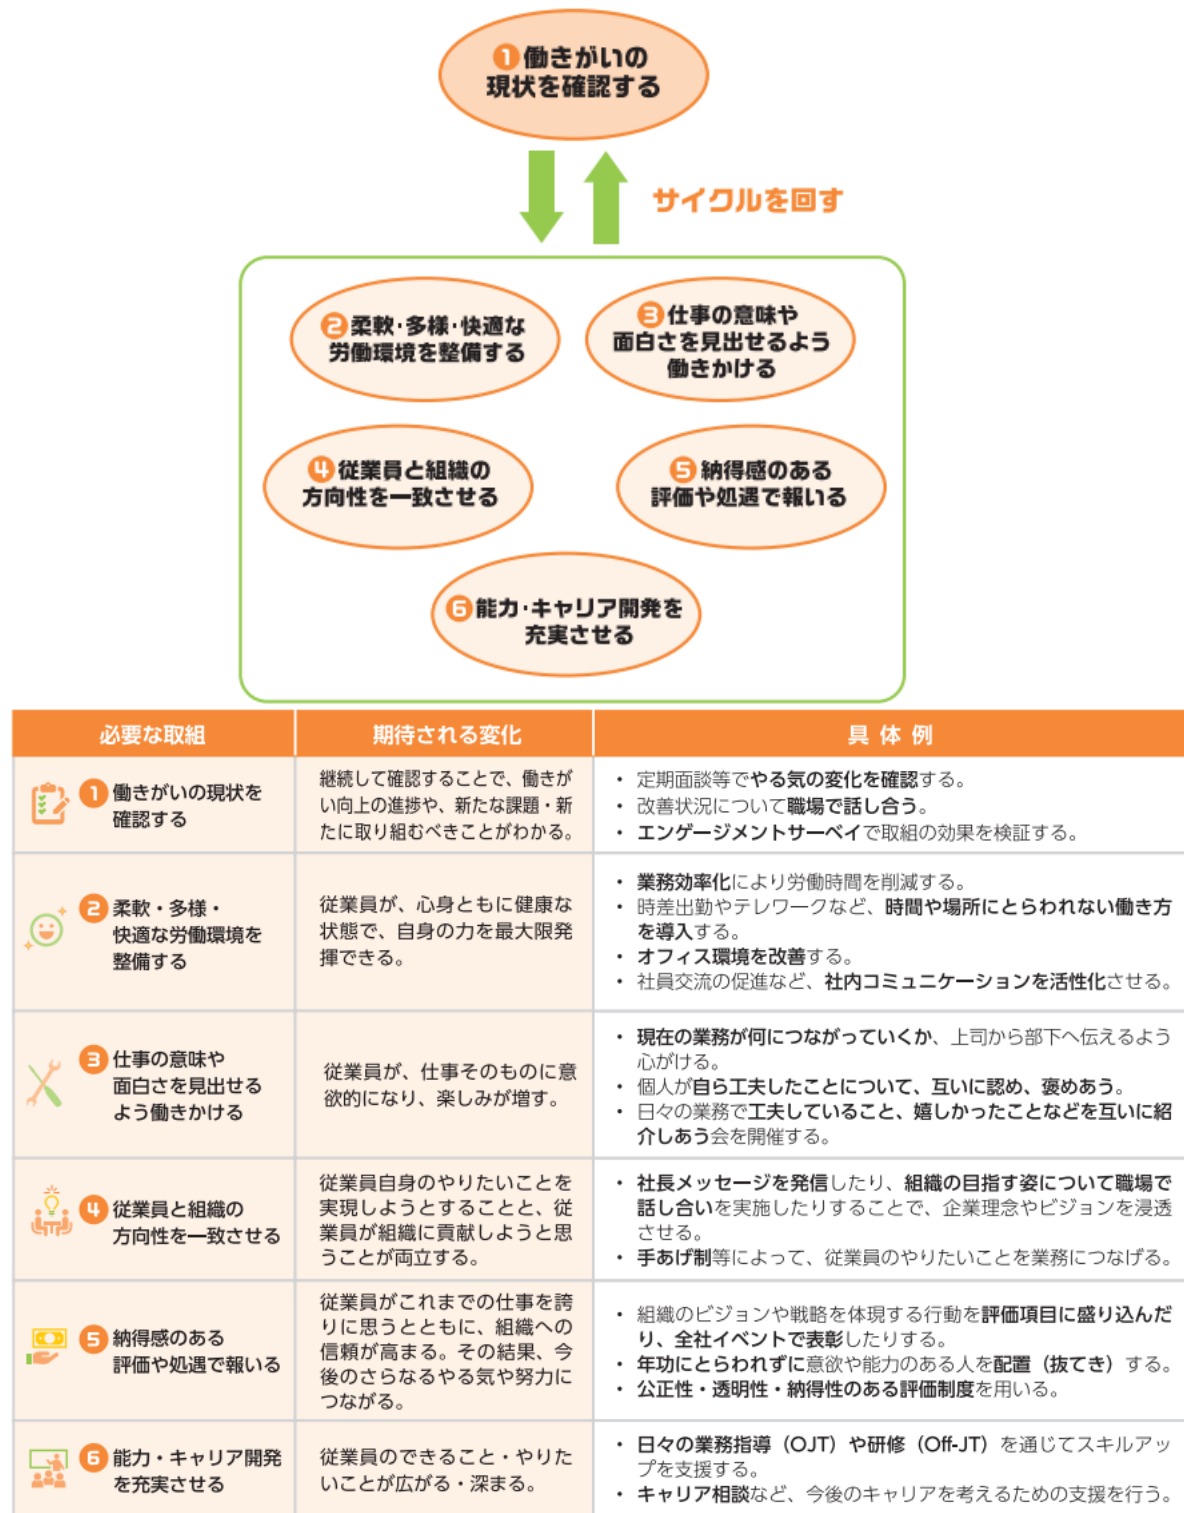 1 働きがいの
現状を確認する
サイクルを回す
2 柔軟・多様・快適な
労働環境を整備する
3 仕事の意味や
面白さを見出せるよう
働きかける
4 従業員と組織の
方向性を一致させる
5 納得感のある
評価や処遇で報いる
6 能力・キャリア開発を
充実させる
必要な取組
期待される変化
具体例
1 働きがいの現状を
確認する
継続して確認することで、働きが
い向上の進捗や、新たな課題・新
たに取り組むべきことがわかる。
• 定期面談等でやる気の変化を確認する。
• 改善状況について職場で話し合う。
• エンゲージメントサーベイで取組の効果を検証する。
2 柔軟・多様・
快適な労働環境を
整備する
従業員が、心身ともに健康な
状態で、自身の力を最大限発
揮できる。
• 業務効率化により労働時間を削減する。
• 時差出勤やテレワークなど、時間や場所にとらわれない働き方
を導入する。
• オフィス環境を改善する。
• 社員交流の促進など、社内コミュニケーションを活性化させる。
3 仕事の意味や
面白さを見出せる
よう働きかける
従業員が、仕事そのものに意
欲的になり、楽しみが増す。
• 現在の業務が何につながっていくか、上司から部下へ伝えるよう
心がける。
• 個人が自ら工夫したことについて、互いに認め、褒めあう。
• 日々の業務で工夫していること、嬉しかったことなどを互いに紹
介しあう会を開催する。
4 従業員と組織の
方向性を一致させる
従業員自身のやりたいことを
実現しようとすることと、従
業員が組織に貢献しようと思
うことが両立する。
• 社長メッセージを発信したり、組織の目指す姿について職場で
話し合いを実施したりすることで、企業理念やビジョンを浸透
させる。
• 手あげ制等によって、従業員のやりたいことを業務につなげる。
5 納得感のある
評価や処遇で報いる
従業員がこれまでの仕事を誇
りに思うとともに、組織への
信頼が高まる。その結果、今
後のさらなるやる気や努力に
つながる。
• 組織のビジョンや戦略を体現する行動を評価項目に盛り込んだ
り、全社イベントで表彰したりする。
• 年功にとらわれずに意欲や能力のある人を配置（抜てき）する。
• 公正性・透明性・納得性のある評価制度を用いる。
6 能力・キャリア開発
を充実させる
従業員のできること・やりた
いことが広がる・深まる。
• 日々の業務指導（OJT）や研修（Off-JT）を通じてスキルアッ
プを支援する。
• キャリア相談など、今後のキャリアを考えるための支援を行う。